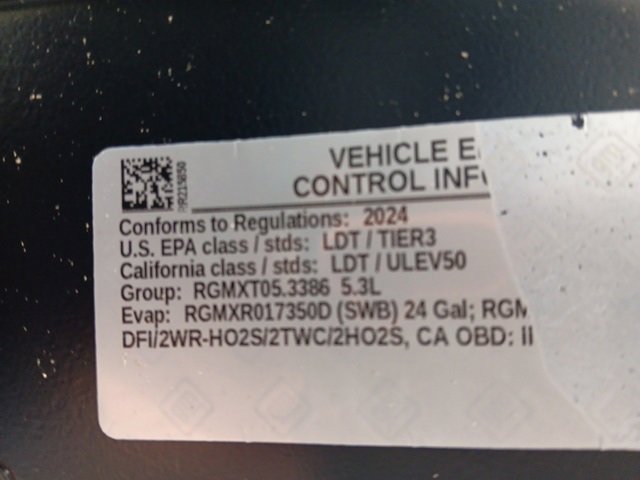 VEHICLE E
CONTROL INF
Conforms to Regulations: 2024
U.S. EPA class / stds: LDT / TIER3
California class / stds: LDT / ULEV50
Group: RGMXT05.3386 5.3L
Evap: RGMXR017350D (SWB) 24 Gal; RGM
DFI/2WR-HO2S/2TWC/2HO2S, CA OBD: II